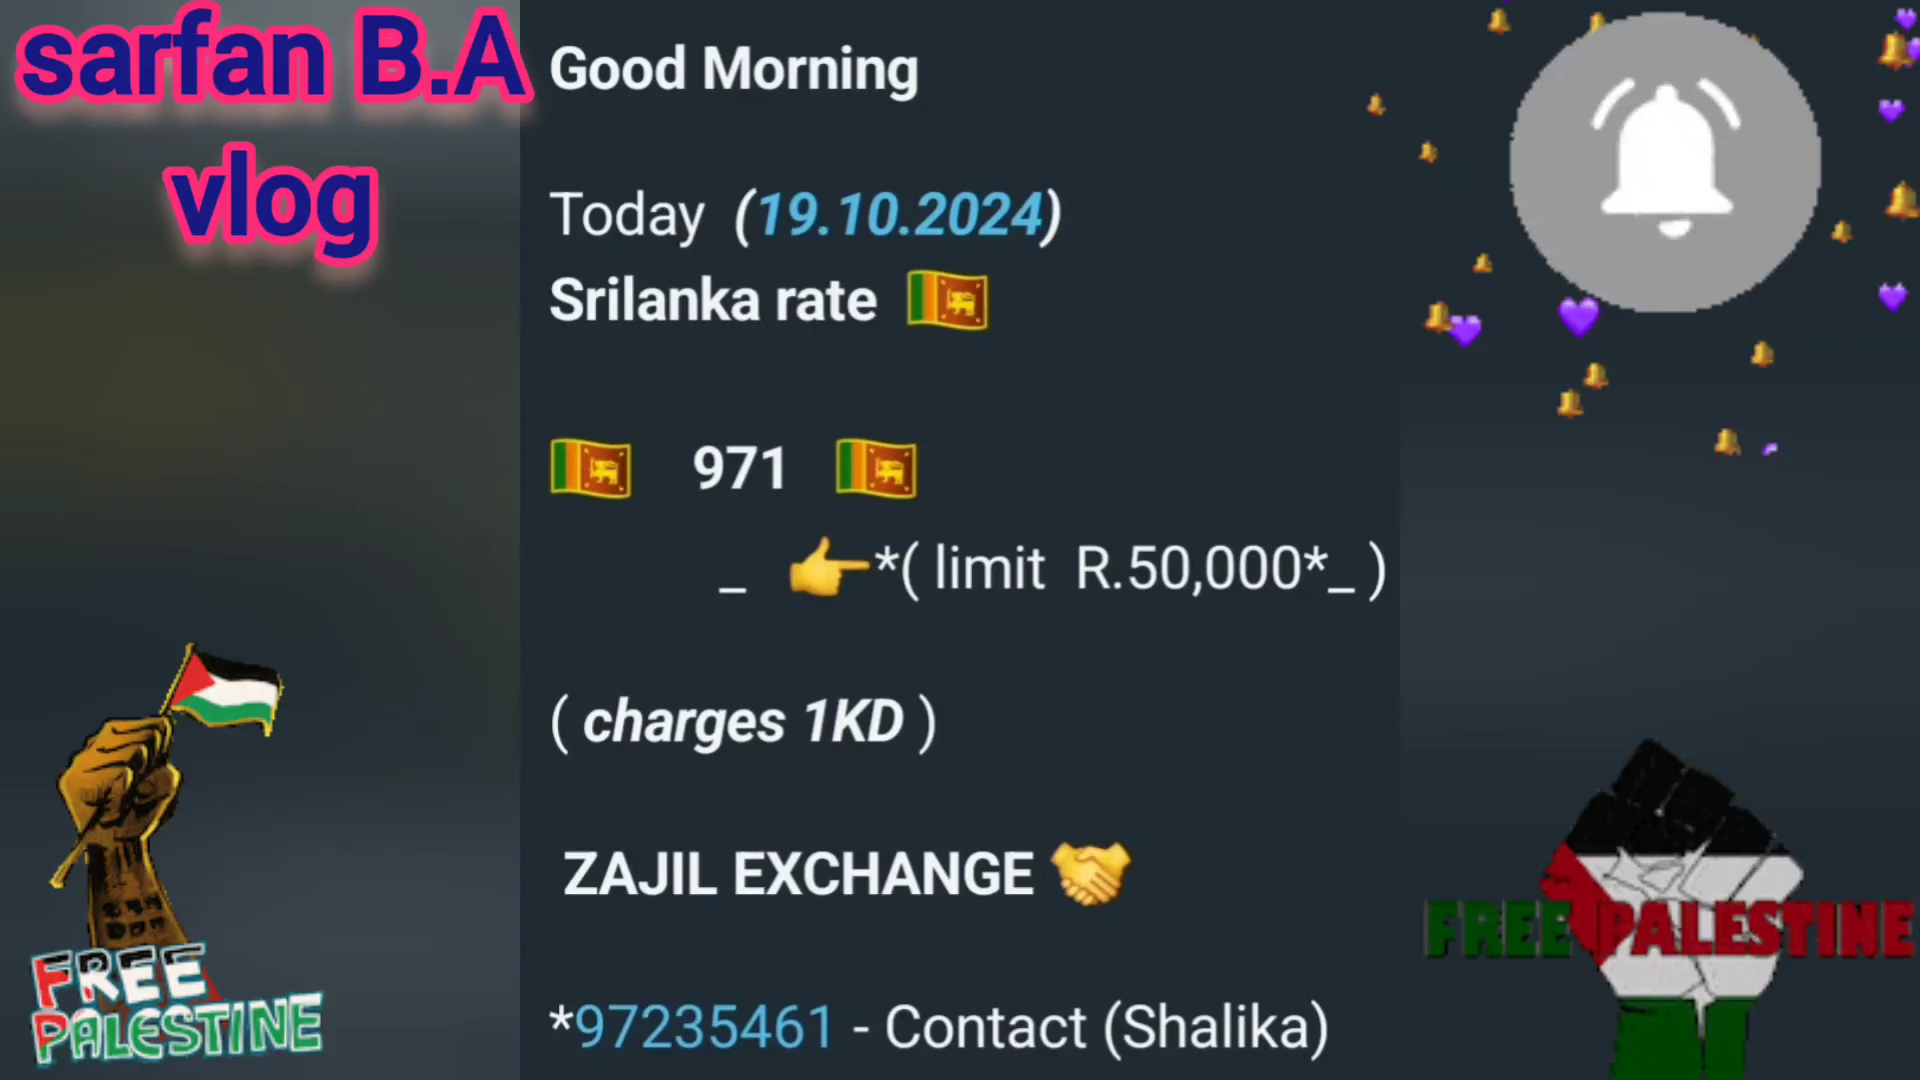 sarfan B.A
vlog
Good Morning
Today (19.10.2024)
Srilanka rate 🇱🇰
🇱🇰 971 🇱🇰
_ 👉*( limit R.50,000*_ )
( charges 1KD )
ZAJIL EXCHANGE 🤝
*97235461 - Contact (Shalika)
FREE
PALESTINE
FREE PALESTINE